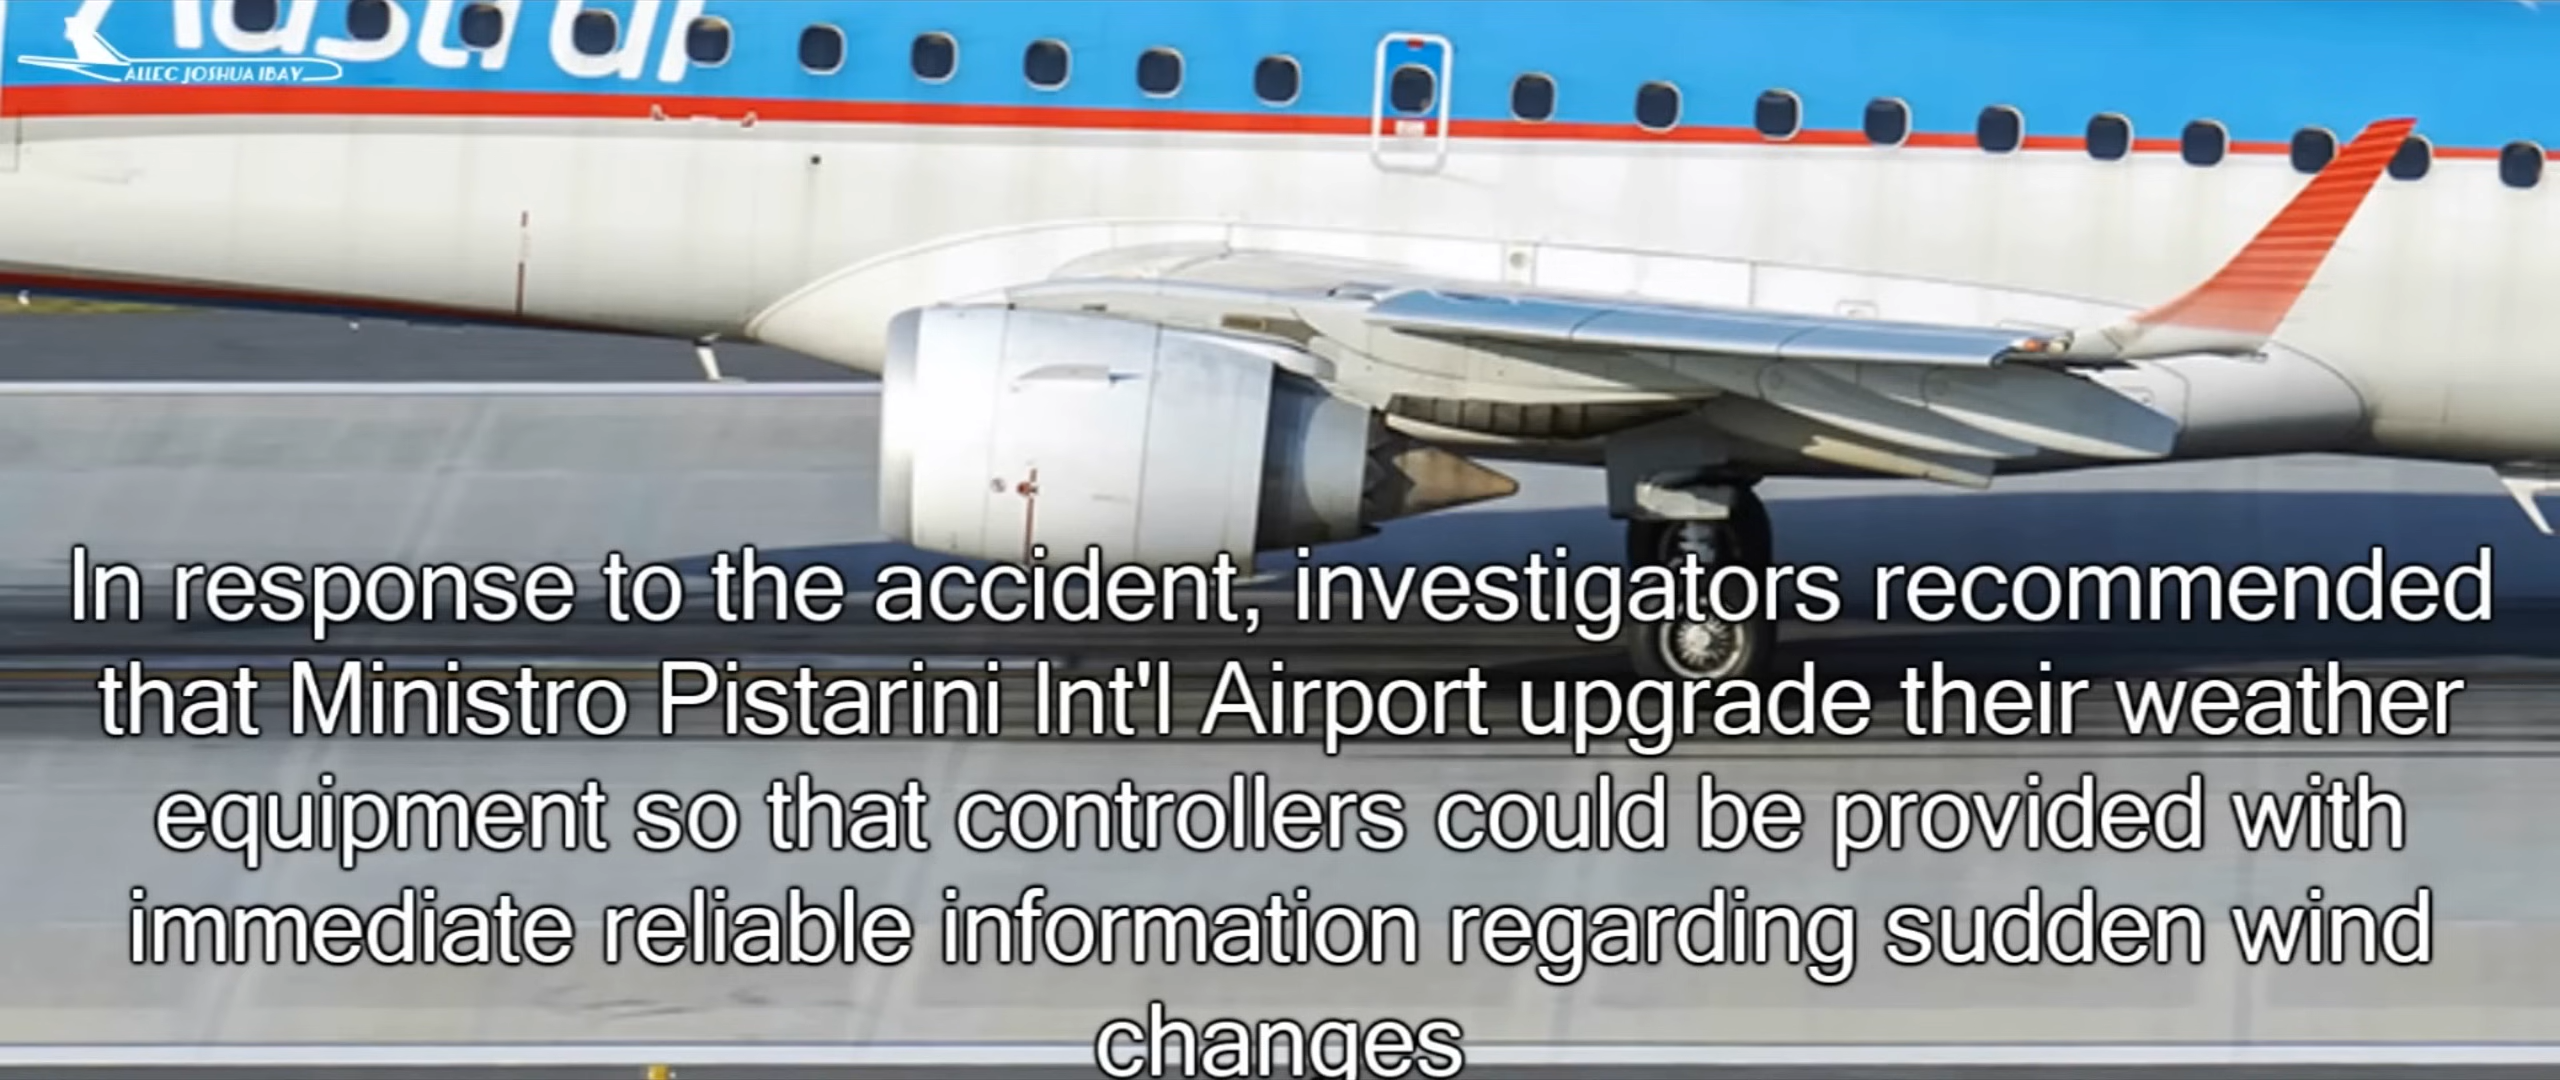 Austral
ALLEC JOSHUA IBAY
In response to the accident, investigators recommended
that Ministro Pistarini Int'l Airport upgrade their weather
equipment so that controllers could be provided with
immediate reliable information regarding sudden wind
changes